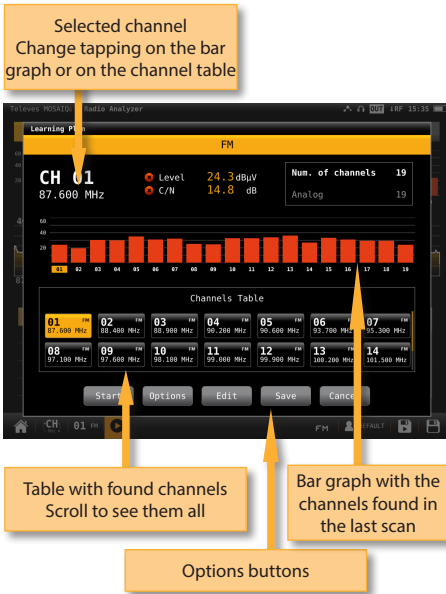 Selected channel
Change tapping on the bar
graph or on the channel table
Televes MOSAIQ Radio Analyzer OUT ↓RF 15:35
Learning Plan
FM
CH 01
87.600 MHz
Level 24.3 dBµV
C/N 14.8 dB
Num. of channels 19
Analog 19
60
40
20
01 02 03 04 05 06 07 08 09 10 11 12 13 14 15 16 17 18 19
Channels Table
01 FM 02 FM 03 FM 04 FM 05 FM 06 FM 07 FM
87.600 MHz 88.400 MHz 88.900 MHz 90.200 MHz 90.600 MHz 93.700 MHz 95.300 MHz
08 FM 09 FM 10 FM 11 FM 12 FM 13 FM 14 FM
97.100 MHz 97.600 MHz 98.100 MHz 99.000 MHz 99.900 MHz 100.200 MHz 101.500 MHz
Start Options Edit Save Cancel
CH 01 FM FM DEFAULT
Table with found channels
Scroll to see them all
Bar graph with the
channels found in
the last scan
Options buttons